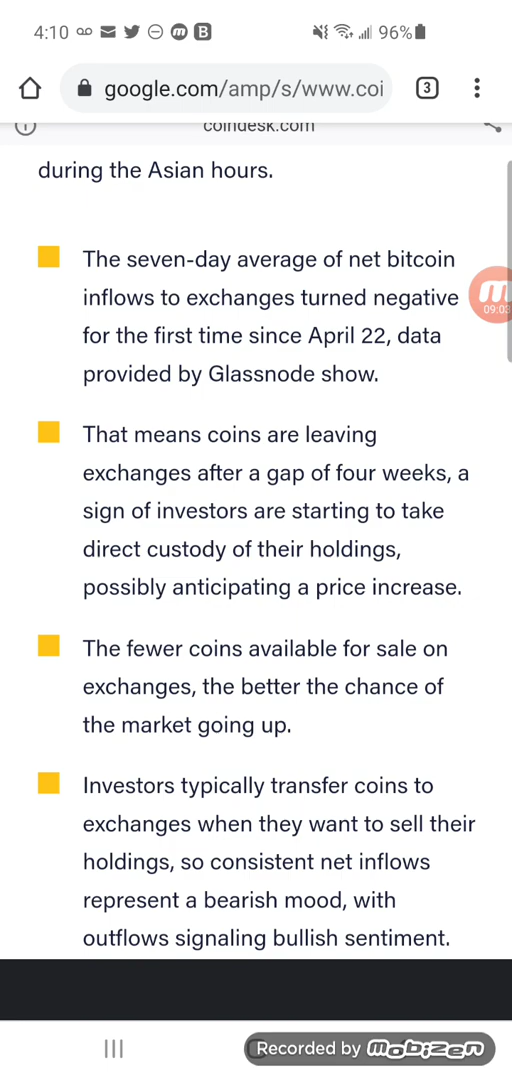 4:10 96%
google.com/amp/s/www.coi 3
coindesk.com
during the Asian hours.
The seven-day average of net bitcoin
inflows to exchanges turned negative
for the first time since April 22, data
provided by Glassnode show.
That means coins are leaving
exchanges after a gap of four weeks, a
sign of investors are starting to take
direct custody of their holdings,
possibly anticipating a price increase.
The fewer coins available for sale on
exchanges, the better the chance of
the market going up.
Investors typically transfer coins to
exchanges when they want to sell their
holdings, so consistent net inflows
represent a bearish mood, with
outflows signaling bullish sentiment.
m
09:03
Recorded by mobizen